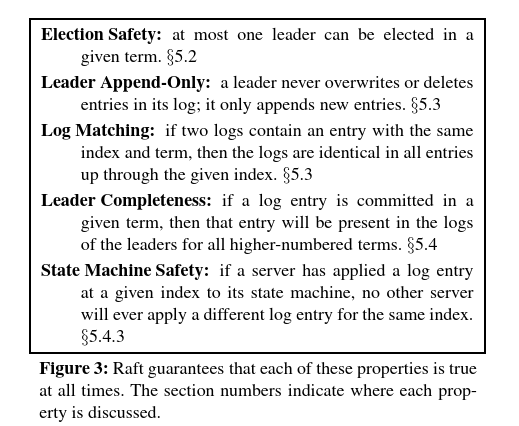 Election Safety: at most one leader can be elected in a
given term. §5.2
Leader Append-Only: a leader never overwrites or deletes
entries in its log; it only appends new entries. §5.3
Log Matching: if two logs contain an entry with the same
index and term, then the logs are identical in all entries
up through the given index. §5.3
Leader Completeness: if a log entry is committed in a
given term, then that entry will be present in the logs
of the leaders for all higher-numbered terms. §5.4
State Machine Safety: if a server has applied a log entry
at a given index to its state machine, no other server
will ever apply a different log entry for the same index.
§5.4.3
Figure 3: Raft guarantees that each of these properties is true
at all times. The section numbers indicate where each prop-
erty is discussed.